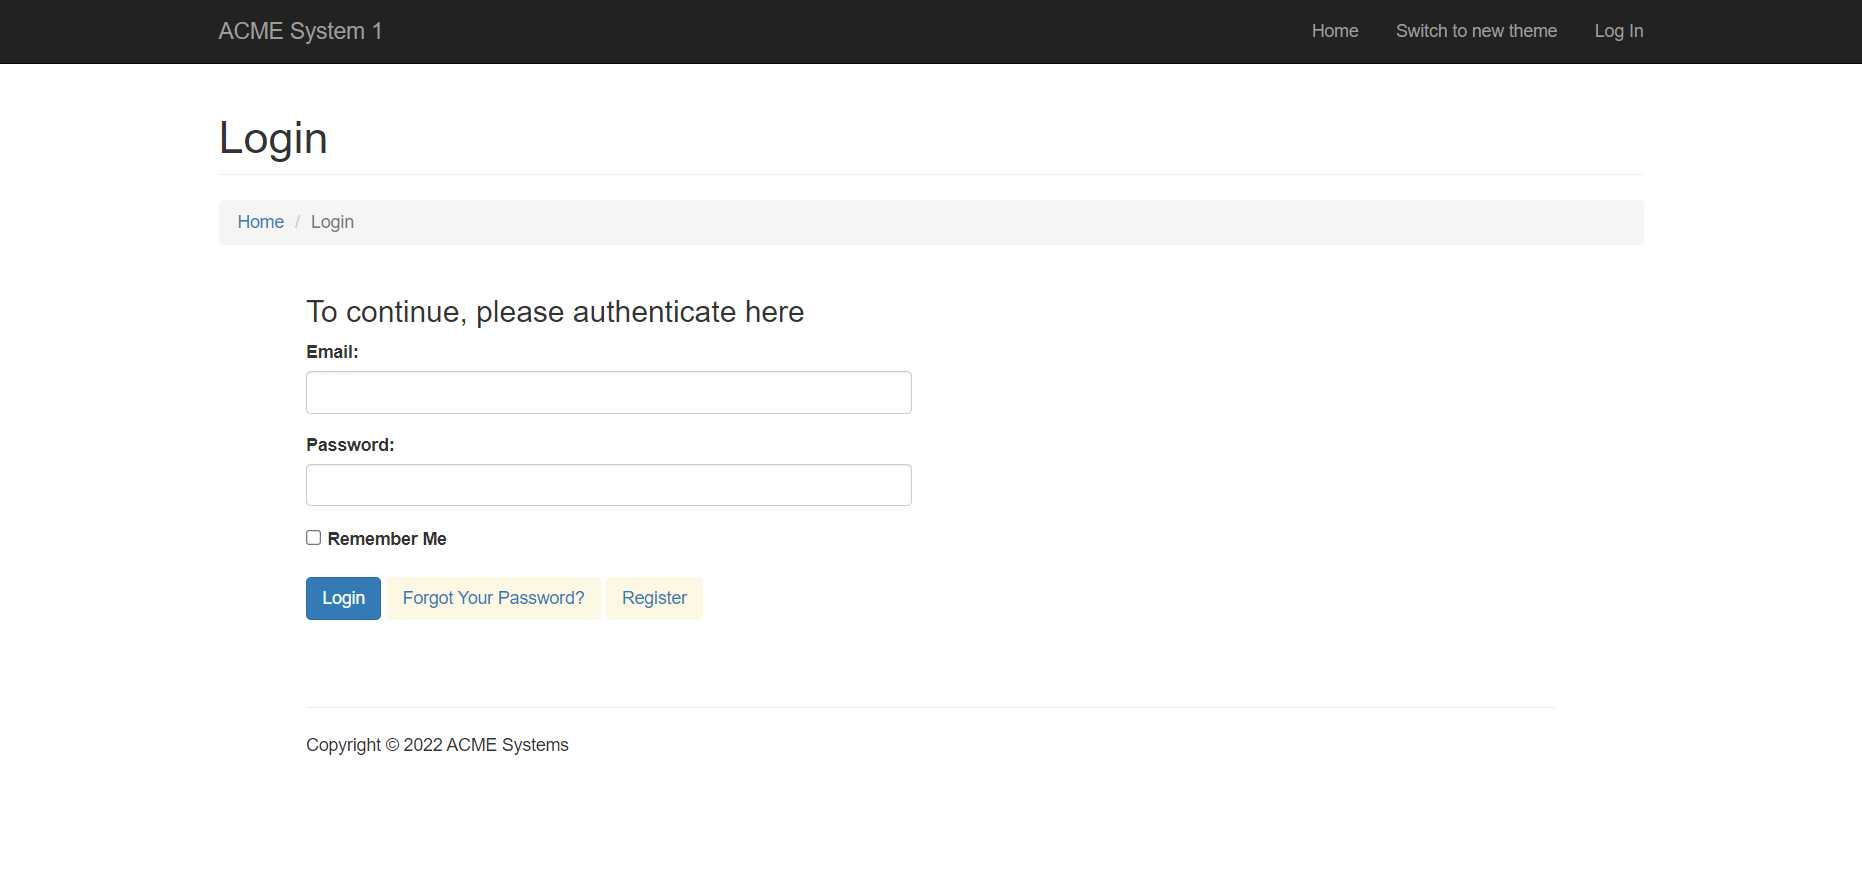 ACME System 1 Home Switch to new theme Log In
Login
Home / Login
To continue, please authenticate here
Email:
Password:
Remember Me
Login Forgot Your Password? Register
Copyright © 2022 ACME Systems